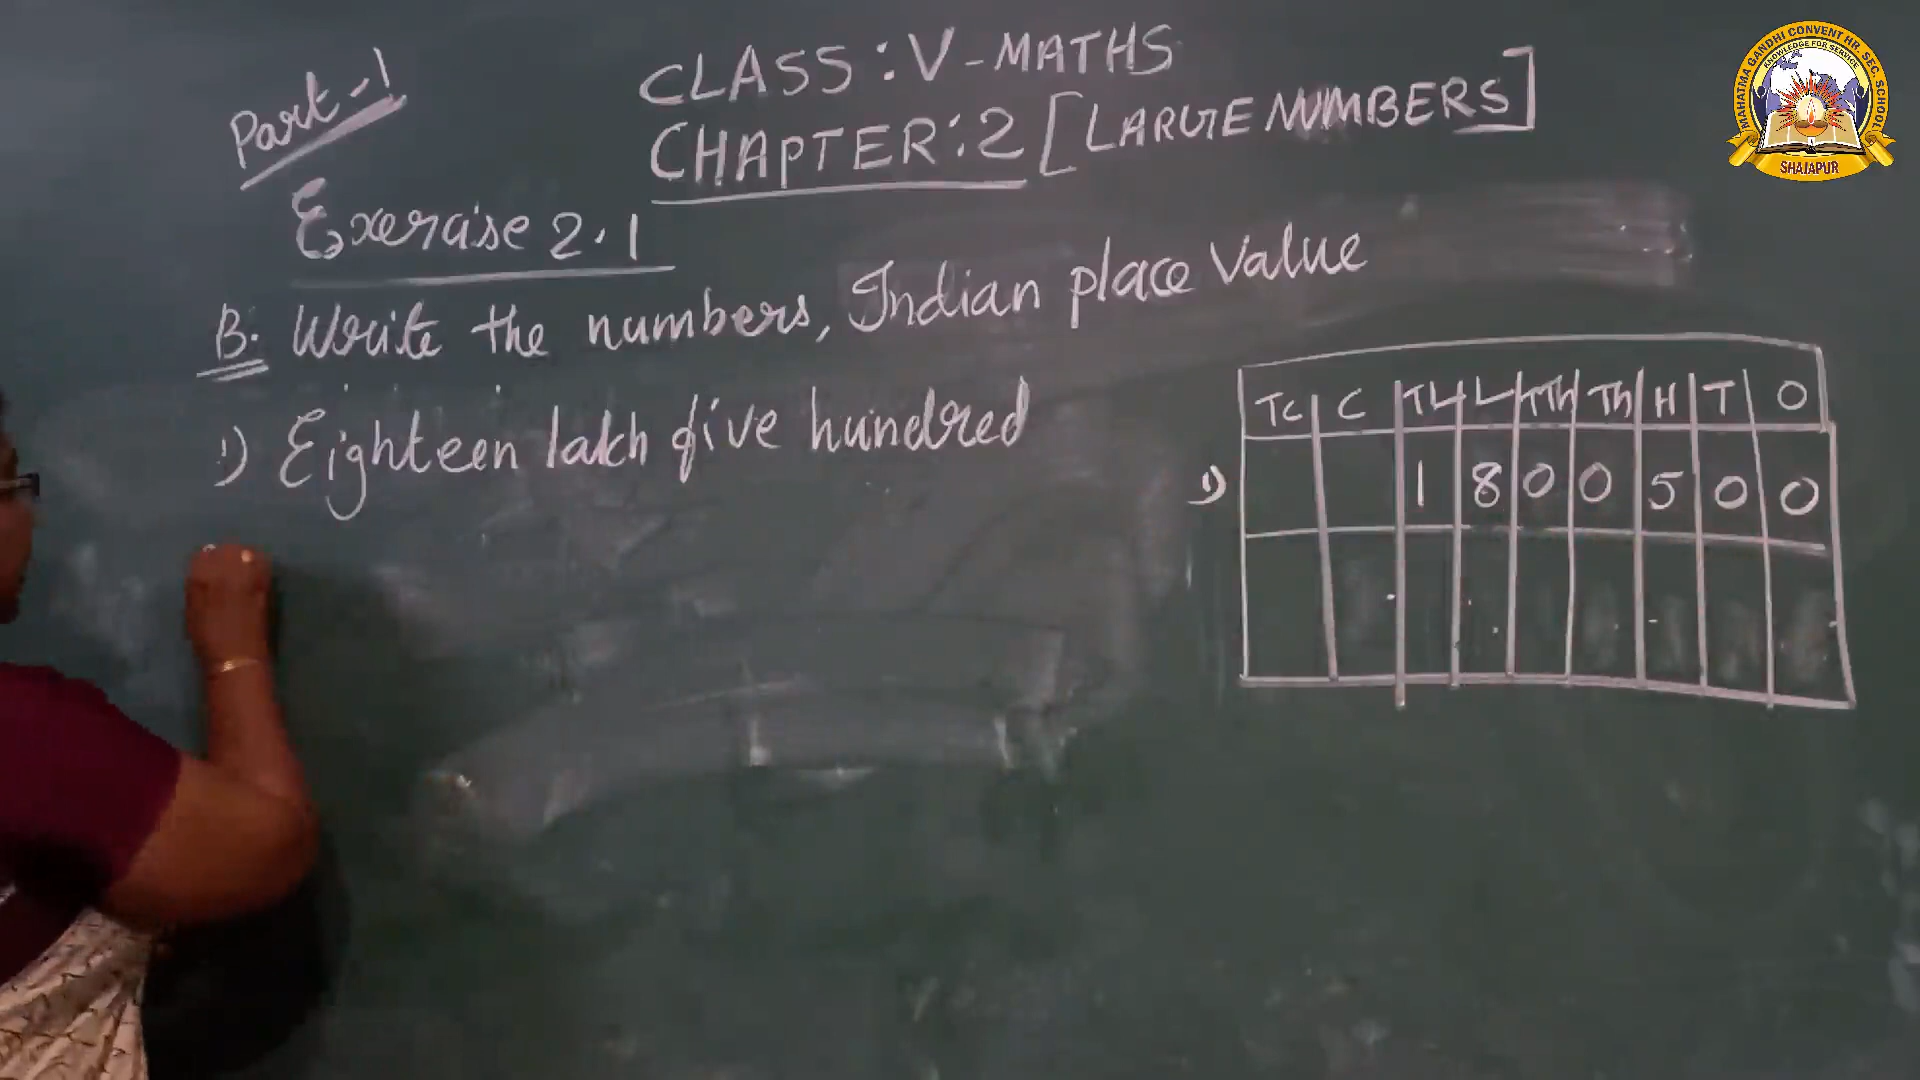 Part-1
CLASS: V-MATHS
CHAPTER: 2 [LARGE NUMBERS]
Exercise 2.1
B. Write the numbers, Indian place Value
1) Eighteen lakh five hundred
TC C TL L TTh Th H T O
1) 1 8 0 0 5 0 0
MAHATMA GANDHI CONVENT HR. SEC. SCHOOL
KNOWLEDGE FOR SERVICE
SHAJAPUR